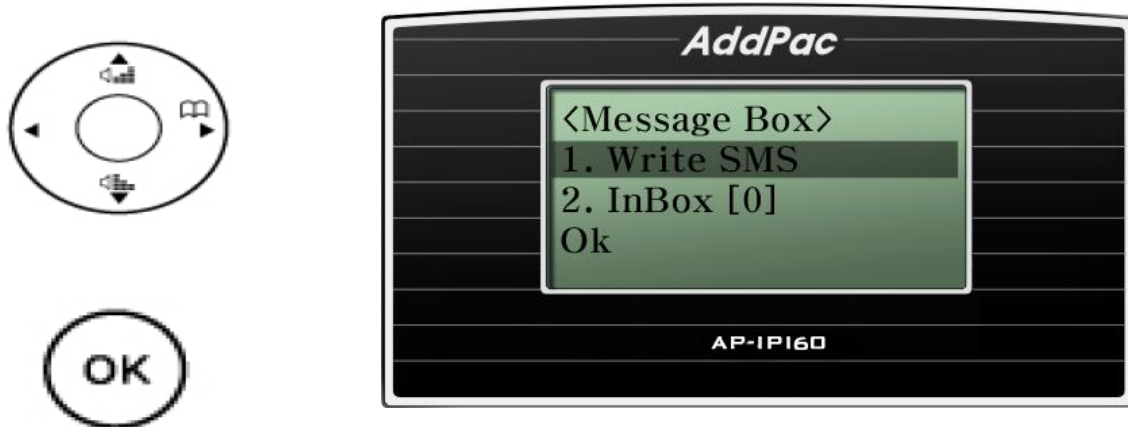 AddPac
<Message Box>
1. Write SMS
2. InBox [0]
Ok
AP-IP160
OK